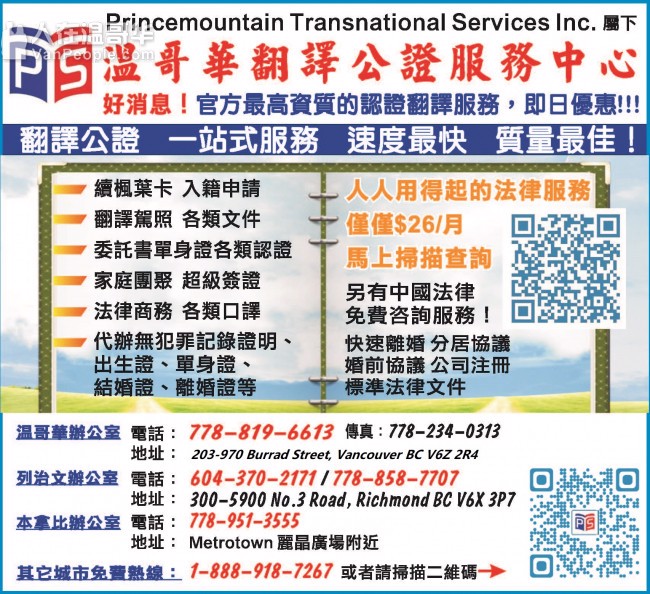 Princemountain Transnational Services Inc. 屬下
人在温哥华
VanPeople.com
PS 温哥華翻譯公證服務中心
好消息！官方最高資質的認證翻譯服務，即日優惠!!!
翻譯公證 一站式服務 速度最快 質量最佳！
續楓葉卡 入籍申請
翻譯駕照 各類文件
委託書單身證各類認證
家庭團聚 超級簽證
法律商務 各類口譯
代辦無犯罪記錄證明、
出生證、單身證、
結婚證、離婚證等
人人用得起的法律服務
僅僅$26/月
馬上掃描查詢
另有中國法律
免費咨詢服務！
快速離婚 分居協議
婚前協議 公司注冊
標準法律文件
温哥華辦公室 電話： 778-819-6613 傳真：778-234-0313
地址： 203-970 Burrad Street, Vancouver BC V6Z 2R4
列治文辦公室 電話： 604-370-2171 / 778-858-7707
地址： 300-5900 No.3 Road, Richmond BC V6X 3P7
本拿比辦公室 電話： 778-951-3555
地址： Metrotown 麗晶廣場附近
PS
其它城市免費熱線： 1-888-918-7267 或者請掃描二維碼